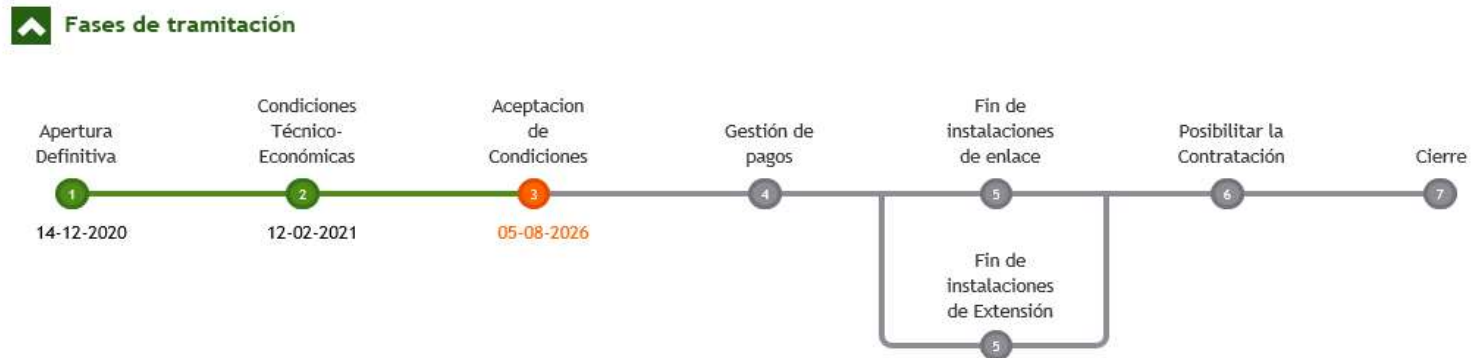 Fases de tramitación
Apertura
Definitiva
1
14-12-2020
Condiciones
Técnico-
Económicas
2
12-02-2021
Aceptacion
de
Condiciones
3
05-08-2026
Gestión de
pagos
4
Fin de
instalaciones
de enlace
5
Fin de
instalaciones
de Extensión
5
Posibilitar la
Contratación
6
Cierre
7